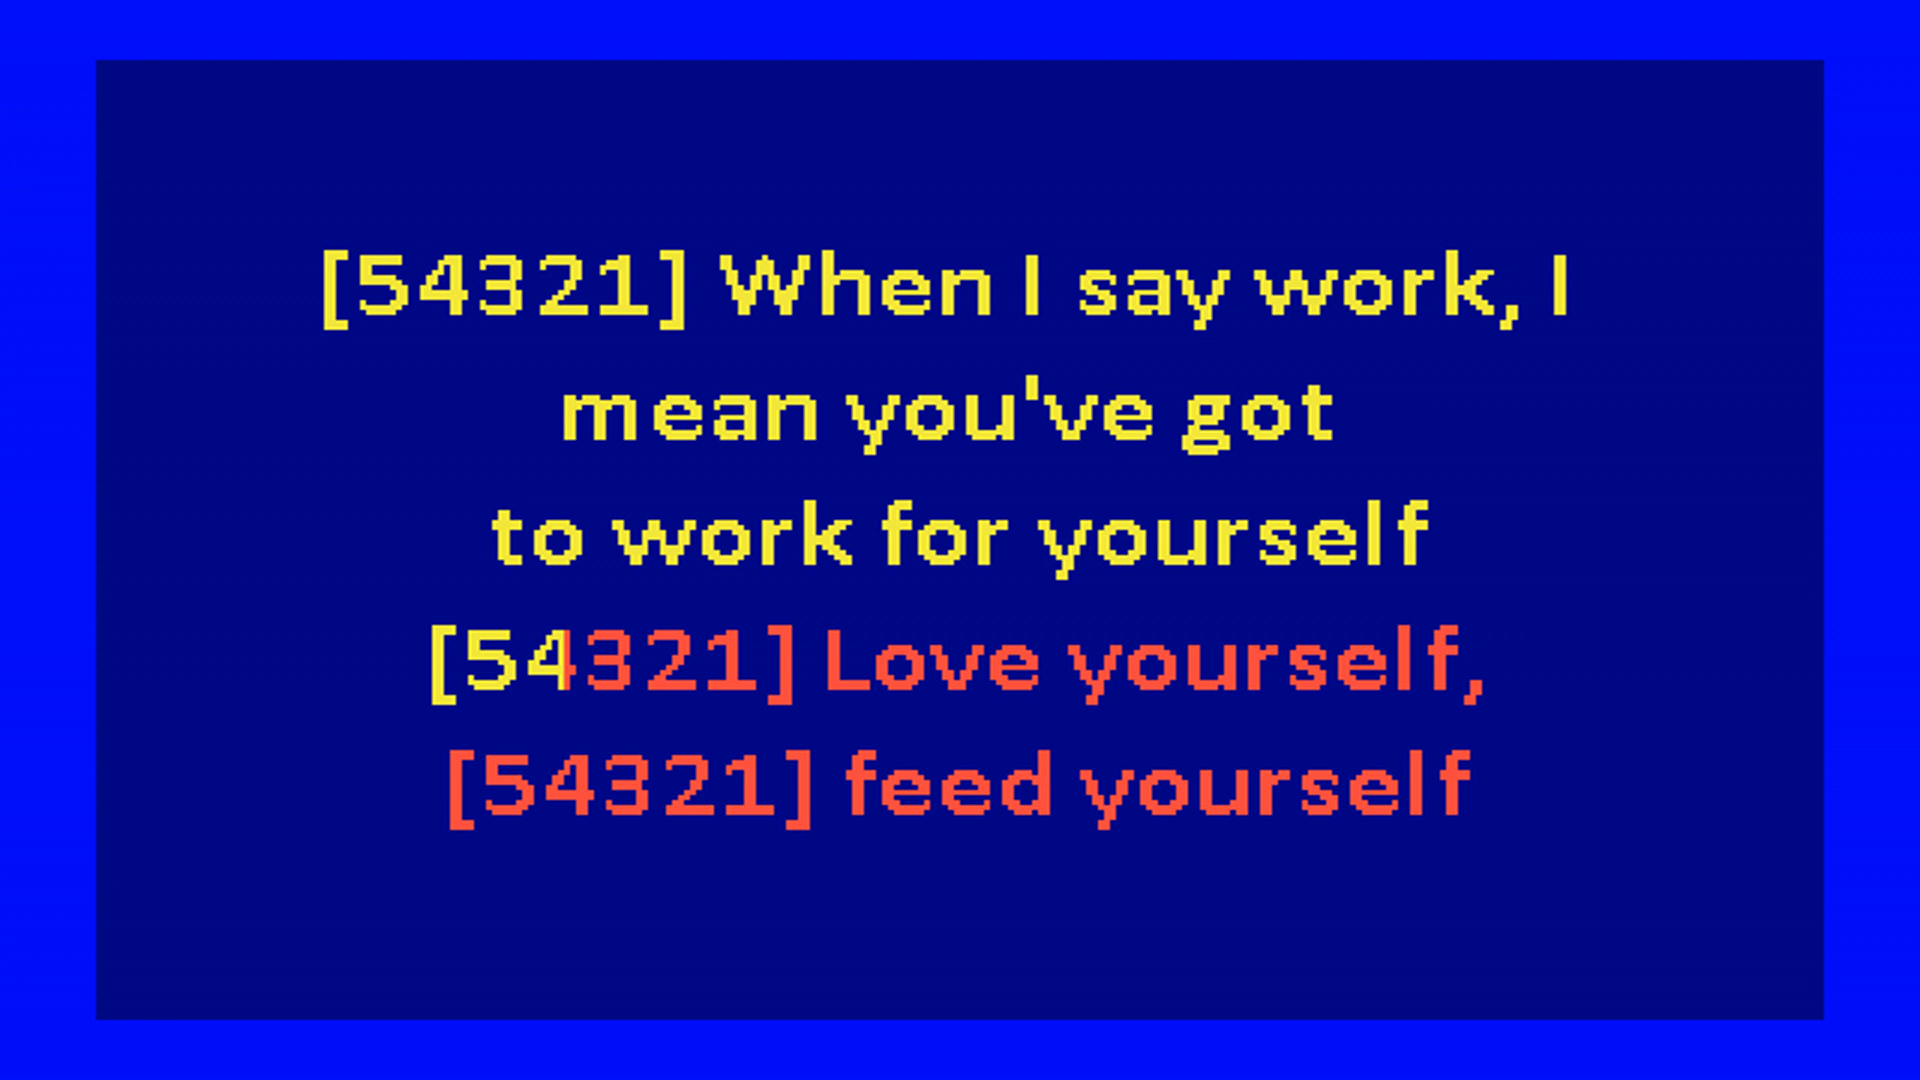 [54321] When I say work, I
mean you've got
to work for yourself
[54321] Love yourself,
[54321] feed yourself